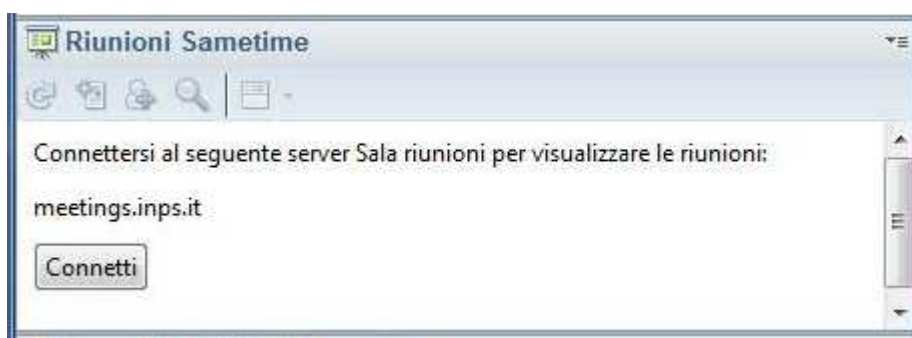 Riunioni Sametime
Connettersi al seguente server Sala riunioni per visualizzare le riunioni:
meetings.inps.it
Connetti